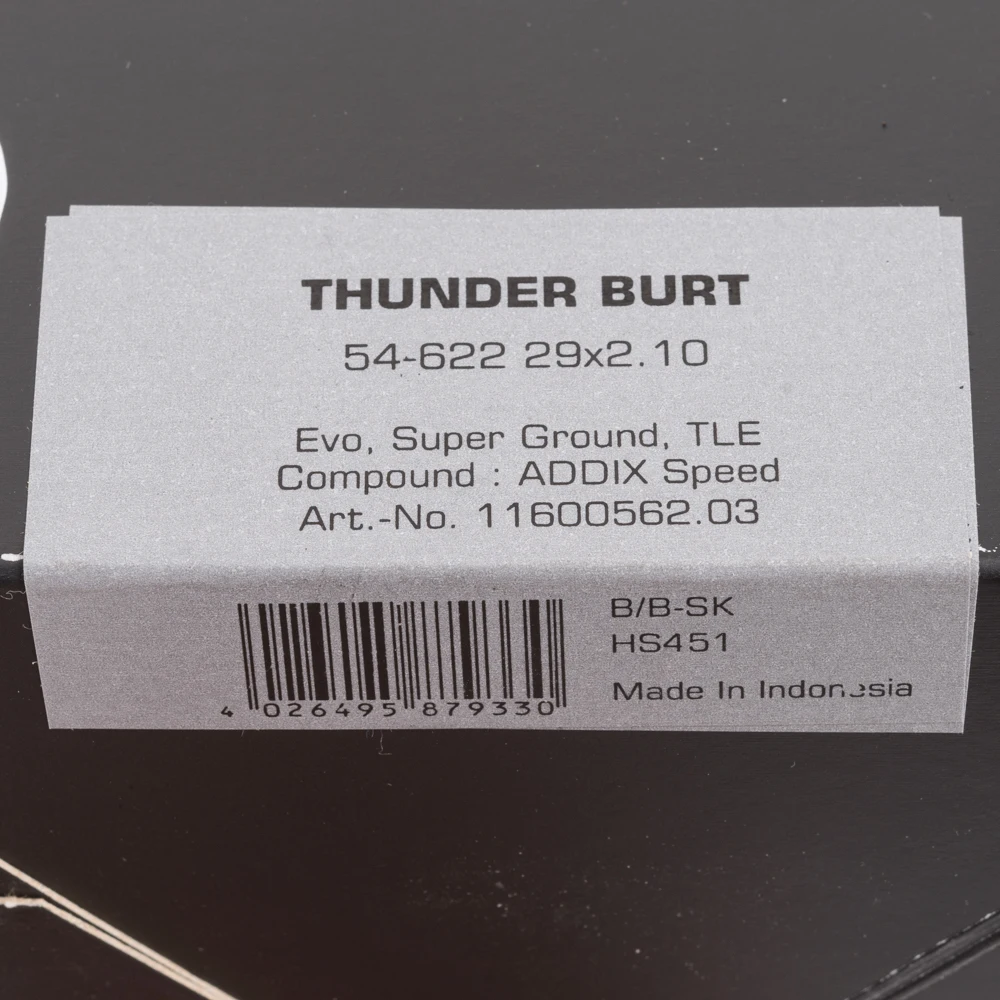 THUNDER BURT
54-622 29x2.10
Evo, Super Ground, TLE
Compound : ADDIX Speed
Art.-No. 11600562.03
B/B-SK
HS451
Made In Indonesia
4 026495 879330